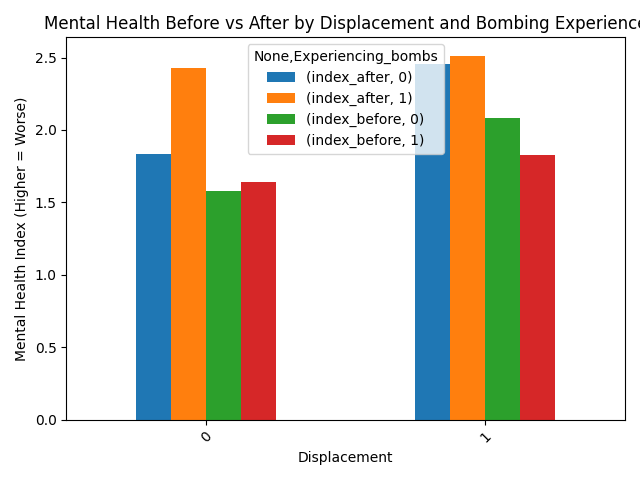 Mental Health Before vs After by Displacement and Bombing Experience
None,Experiencing_bombs
(index_after, 0)
(index_after, 1)
(index_before, 0)
(index_before, 1)
Mental Health Index (Higher = Worse)
2.5
2.0
1.5
1.0
0.5
0.0
0
1
Displacement